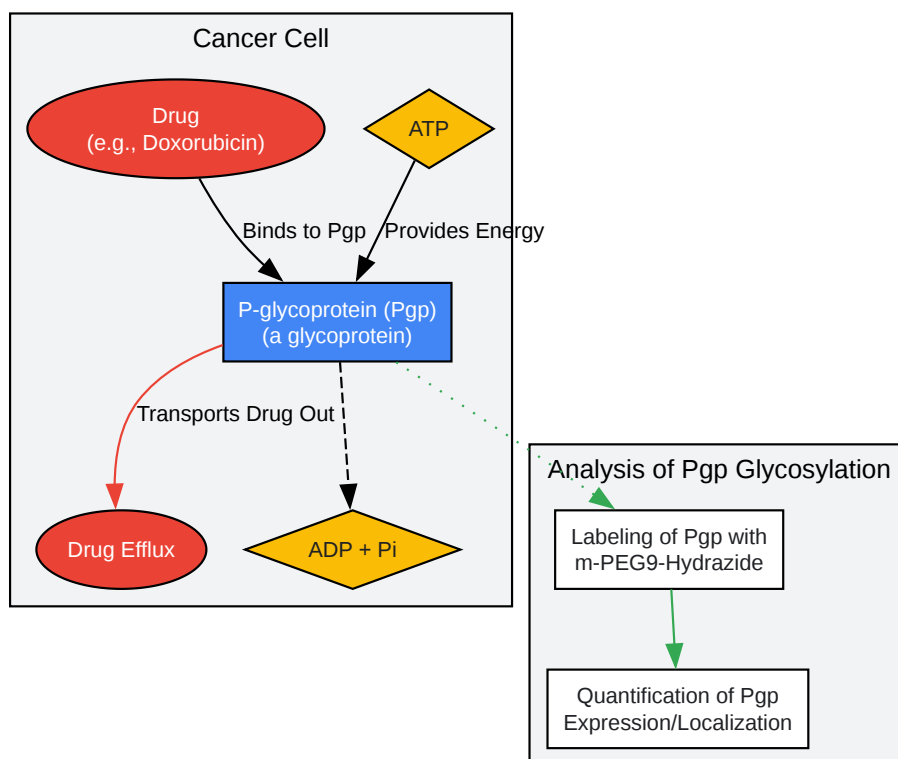 Cancer Cell
Drug
(e.g., Doxorubicin)
ATP
Binds to Pgp
Provides Energy
P-glycoprotein (Pgp)
(a glycoprotein)
Transports Drug Out
Drug Efflux
ADP + Pi
Analysis of Pgp Glycosylation
Labeling of Pgp with
m-PEG9-Hydrazide
Quantification of Pgp
Expression/Localization